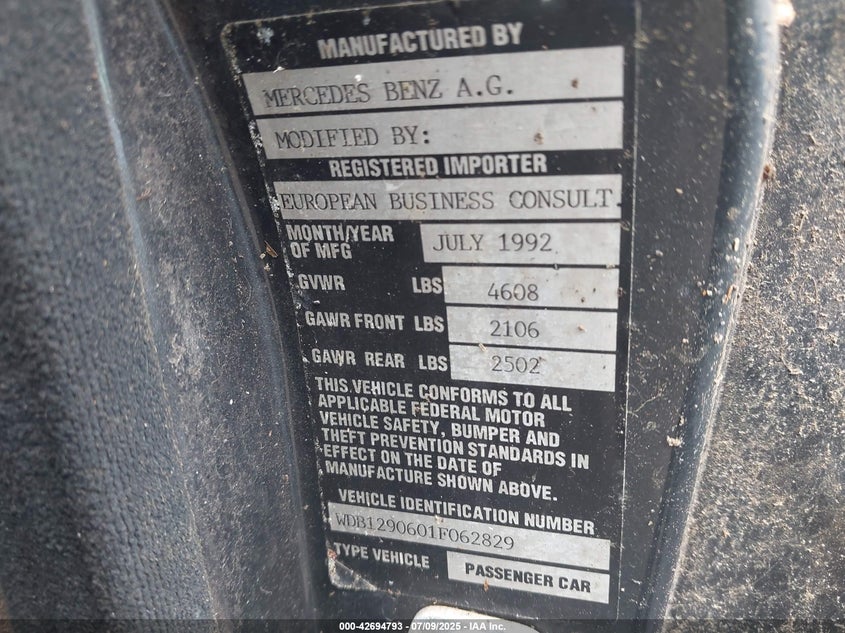 MANUFACTURED BY
MERCEDES BENZ A.G.
MODIFIED BY:
REGISTERED IMPORTER
EUROPEAN BUSINESS CONSULT.
MONTH/YEAR
OF MFG
JULY 1992
GVWR LBS 4608
GAWR FRONT LBS 2106
GAWR REAR LBS 2502
THIS VEHICLE CONFORMS TO ALL
APPLICABLE FEDERAL MOTOR
VEHICLE SAFETY, BUMPER AND
THEFT PREVENTION STANDARDS IN
EFFECT ON THE DATE OF
MANUFACTURE SHOWN ABOVE.
VEHICLE IDENTIFICATION NUMBER
WDB1290601F062829
TYPE VEHICLE PASSENGER CAR
000-42694793 - 07/09/2025 - IAA Inc.